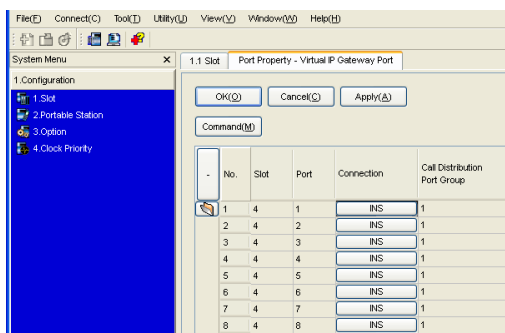 File(F) Connect(C) Tool(T) Utility(U) View(V) Window(W) Help(H)
System Menu X
1.1 Slot Port Property - Virtual IP Gateway Port
1.Configuration
1.Slot
2.Portable Station
3.Option
4.Clock Priority
OK(O) Cancel(C) Apply(A)
Command(M)
- No. Slot Port Connection Call Distribution
Port Group
1 4 1 INS 1
2 4 2 INS 1
3 4 3 INS 1
4 4 4 INS 1
5 4 5 INS 1
6 4 6 INS 1
7 4 7 INS 1
8 4 8 INS 1